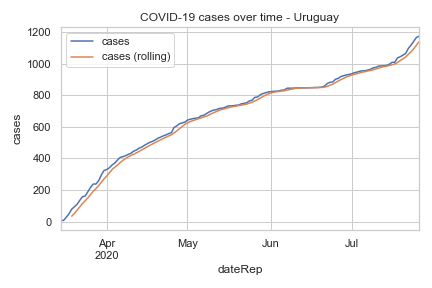 COVID-19 cases over time - Uruguay
cases
cases (rolling)
1200
1000
800
600
400
200
0
cases
Apr
2020
May
Jun
Jul
dateRep